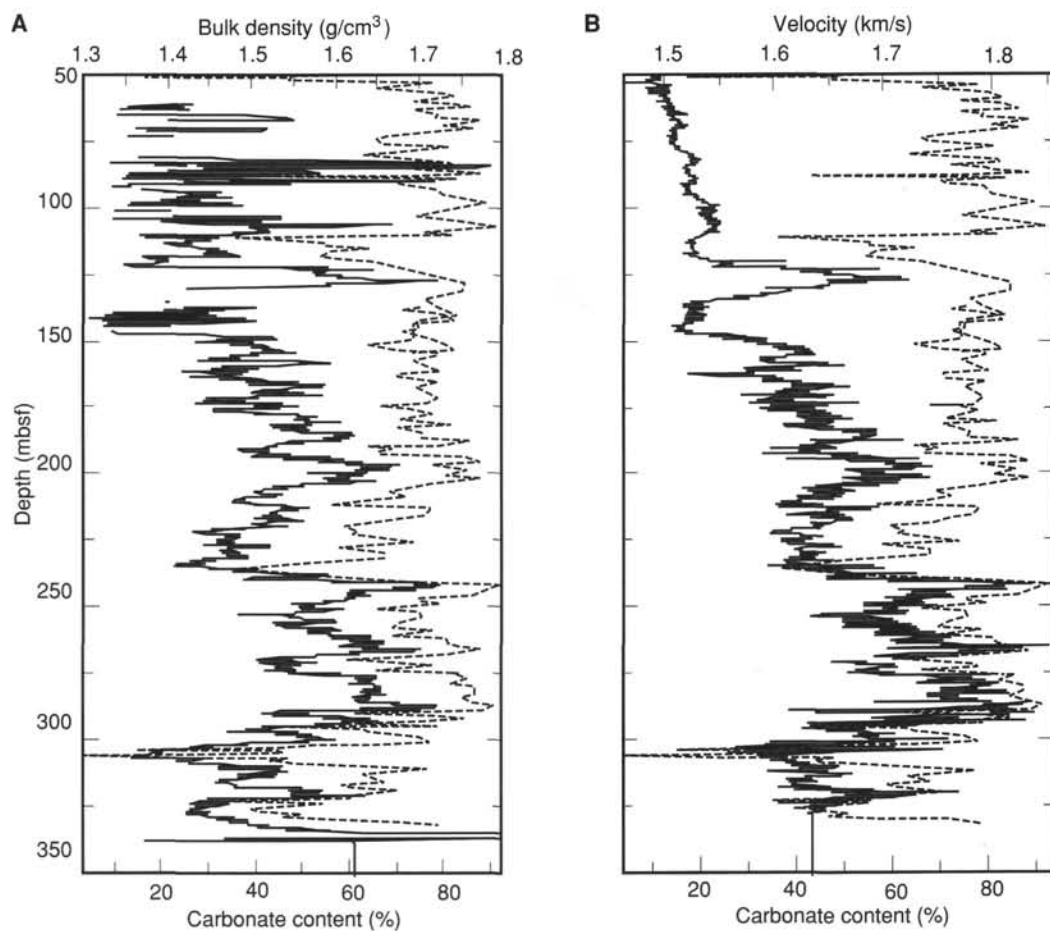 A Bulk density (g/cm³) B Velocity (km/s)
1.3 1.4 1.5 1.6 1.7 1.8 1.5 1.6 1.7 1.8
50
100
150
200
250
300
350
Depth (mbsf)
20 40 60 80 20 40 60 80
Carbonate content (%) Carbonate content (%)